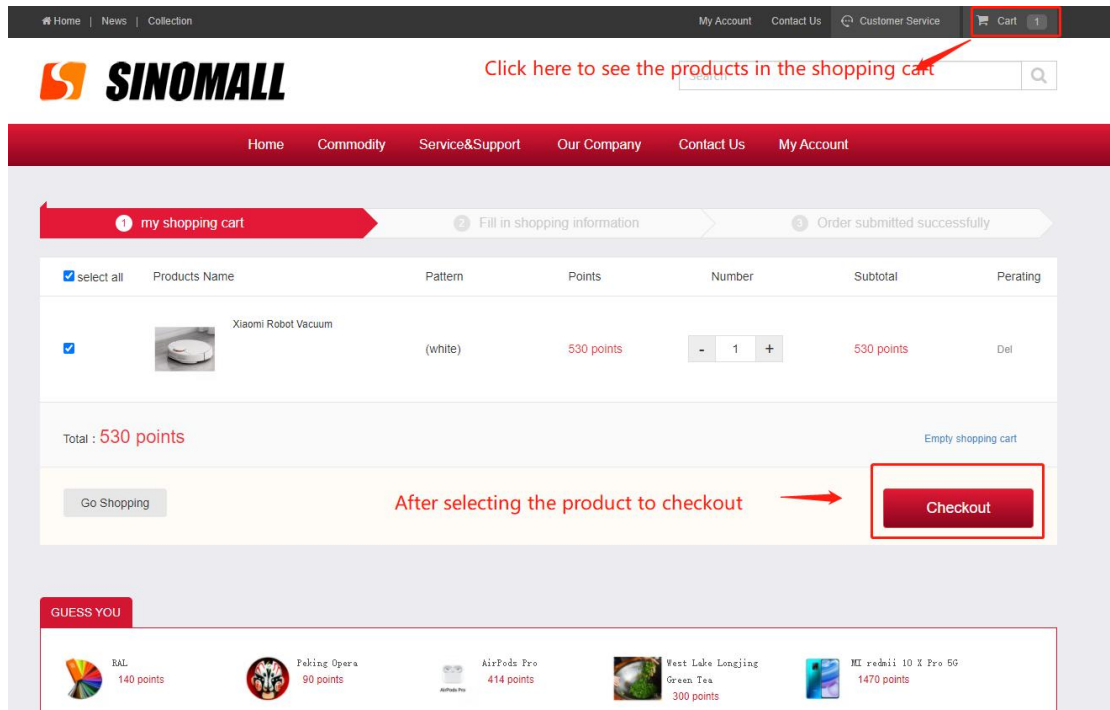 Home | News | Collection My Account Contact Us Customer Service Cart 1
SINOMALL
Click here to see the products in the shopping cart
Search
Home Commodity Service&Support Our Company Contact Us My Account
1 my shopping cart 2 Fill in shopping information 3 Order submitted successfully
select all Products Name Pattern Points Number Subtotal Perating
Xiaomi Robot Vacuum
(white) 530 points - 1 + 530 points Del
Total : 530 points Empty shopping cart
Go Shopping After selecting the product to checkout Checkout
GUESS YOU
RAL Peking Opera AirPods Pro West Lake Longjing MI redmii 10 X Pro 5G
140 points 90 points 414 points Green Tea 1470 points
AirPods Pro
300 points